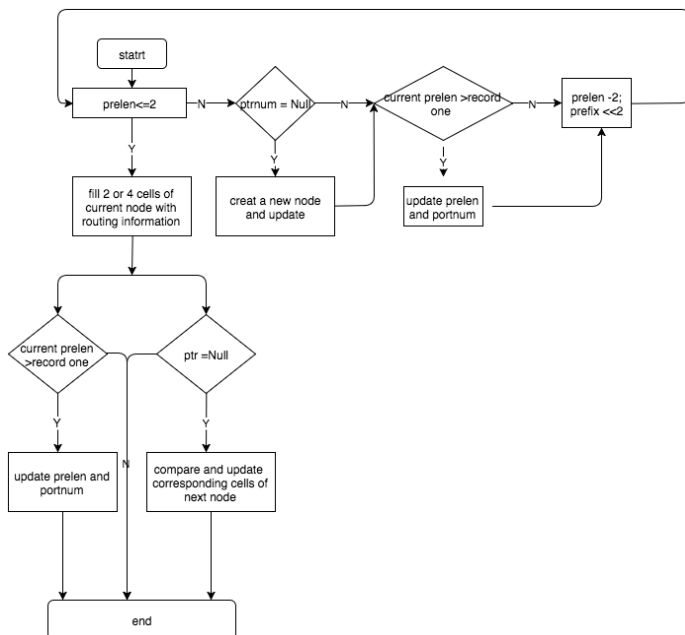 statrt
prelen<=2
N
ptrnum = Null
N
current prelen >record
one
N
prelen -2;
prefix <<2
Y
Y
Y
fill 2 or 4 cells of
current node with
routing information
creat a new node
and update
update prelen
and portnum
current prelen
>record one
ptr =Null
Y
Y
update prelen and
portnum
N
compare and update
corresponding cells of
next node
end